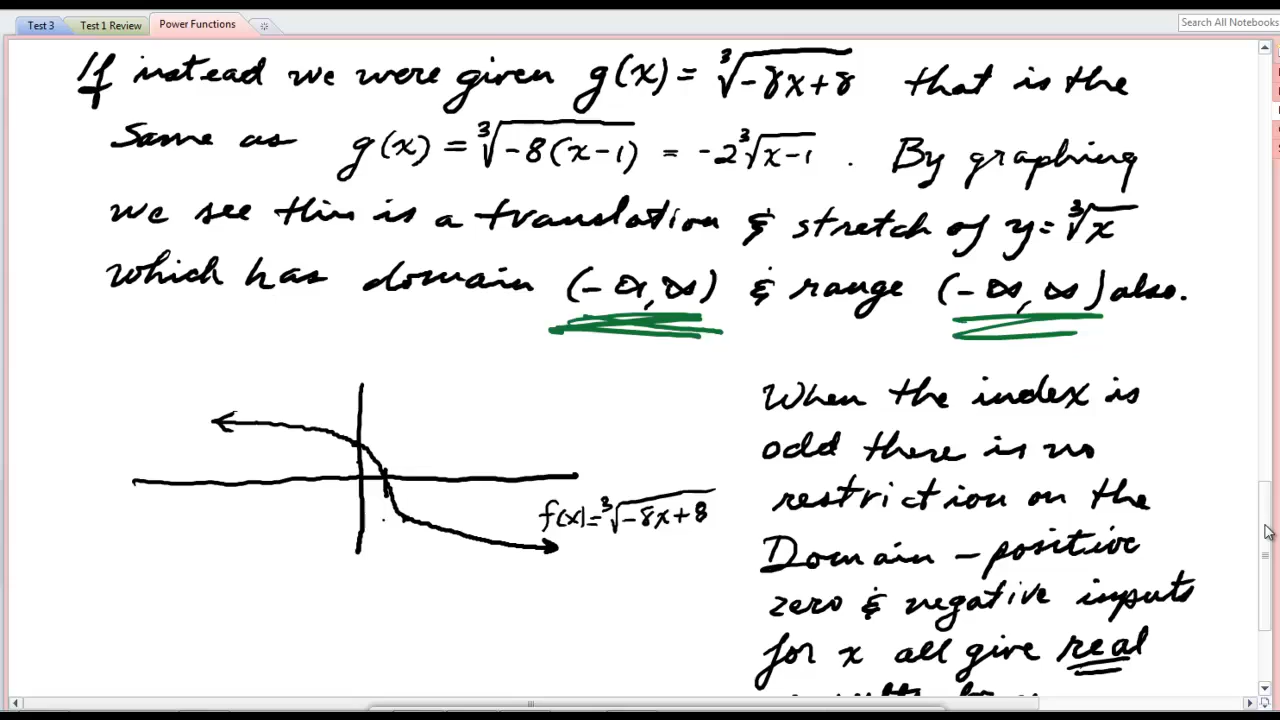 Test 3 Test 1 Review Power Functions Search All Notebooks
If instead we were given g(x) = ∛-8x+8 that is the
same as g(x) = ∛-8(x-1) = -2∛x-1 . By graphing
we see this is a translation & stretch of y = ∛x
which has domain (-∞,∞) & range (-∞,∞) also.
When the index is
odd there is no
restriction on the
f(x)=∛-8x+8
Domain – positive
zero & negative inputs
for x all give real